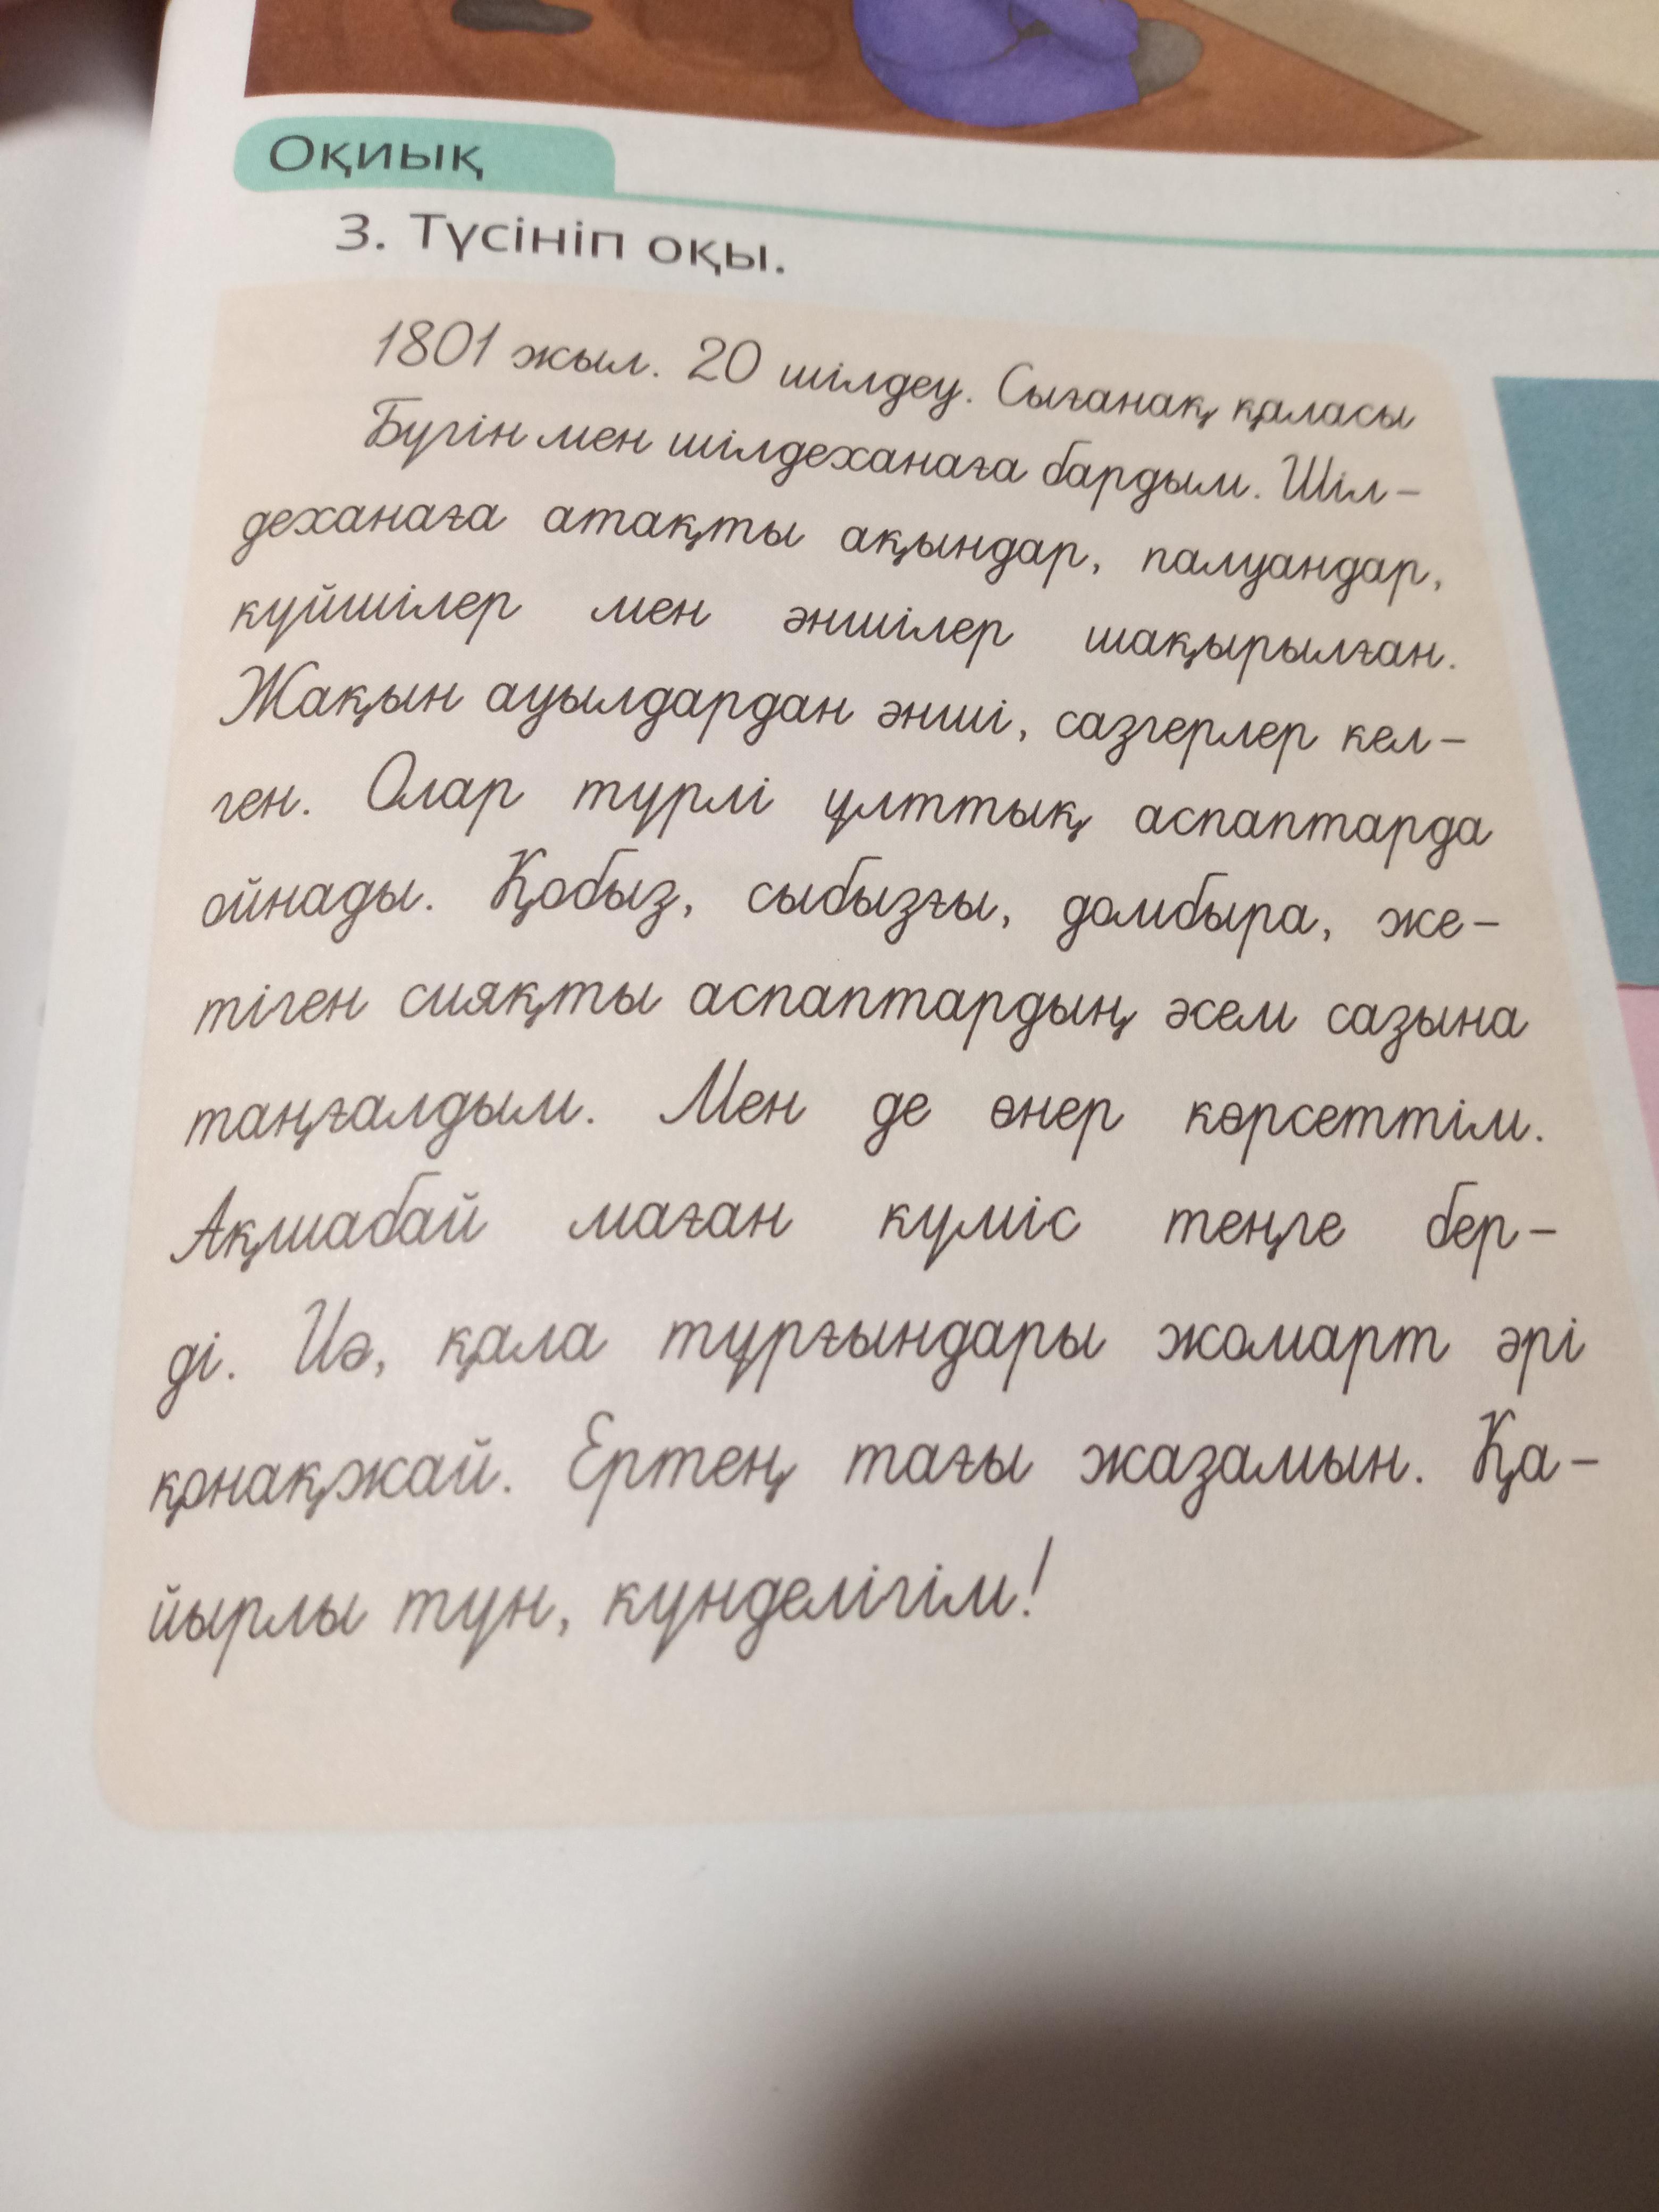 Оқиық
3. Түсініп оқы.
1801 жыл. 20 шілдеу. Сығанақ қаласы
Бүгін мен шілдеханаға бардым. Шіл-
деханаға атақты ақындар, палуандар,
күйшілер мен әншілер шақырылған.
Жақын ауылдардан әнші, сазгерлер кел-
ген. Олар түрлі ұлттық аспаптарда
ойнады. Қобыз, сыбызғы, домбыра, же-
тіген сияқты аспаптардың әсем сазына
таңғалдым. Мен де өнер көрсеттім.
Ақшабай маған күміс теңге бер-
ді. Иә, қала тұрғындары жомарт әрі
қонақжай. Ертең тағы жазамын. Қа-
йырлы түн, күнделігім!